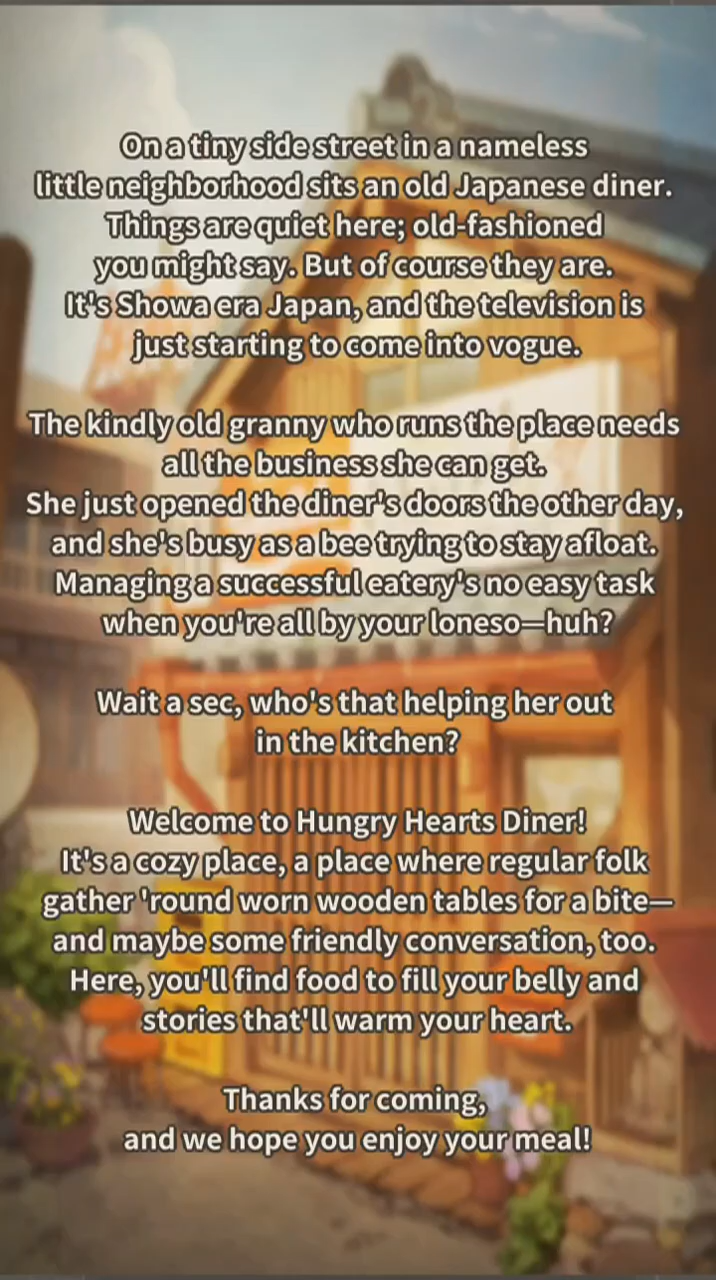 On a tiny side street in a nameless
little neighborhood sits an old Japanese diner.
Things are quiet here; old-fashioned
you might say. But of course they are.
It's Showa era Japan, and the television is
just starting to come into vogue.
The kindly old granny who runs the place needs
all the business she can get.
She just opened the diner's doors the other day,
and she's busy as a bee trying to stay afloat.
Managing a successful eatery's no easy task
when you're all by your loneso—huh?
Wait a sec, who's that helping her out
in the kitchen?
Welcome to Hungry Hearts Diner!
It's a cozy place, a place where regular folk
gather 'round worn wooden tables for a bite—
and maybe some friendly conversation, too.
Here, you'll find food to fill your belly and
stories that'll warm your heart.
Thanks for coming,
and we hope you enjoy your meal!